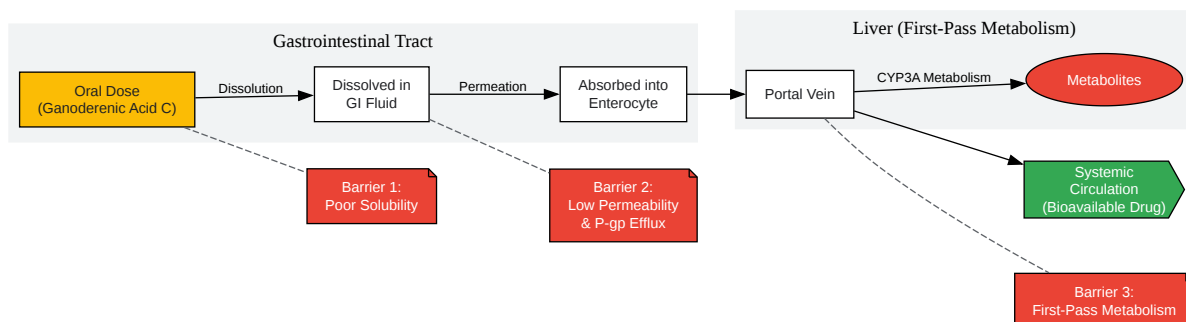 Gastrointestinal Tract
Liver (First-Pass Metabolism)
Oral Dose
(Ganoderenic Acid C)
Dissolution
Dissolved in
GI Fluid
Permeation
Absorbed into
Enterocyte
Portal Vein
CYP3A Metabolism
Metabolites
Barrier 1:
Poor Solubility
Barrier 2:
Low Permeability
& P-gp Efflux
Systemic
Circulation
(Bioavailable Drug)
Barrier 3:
First-Pass Metabolism